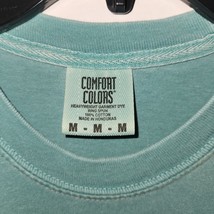 COMFORT
COLORS®
HEAVYWEIGHT GARMENT DYE
RING SPUN
100% COTTON
MADE IN HONDURAS
M - M - M